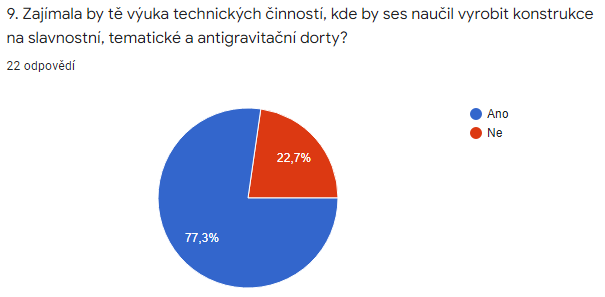 9. Zajímala by tě výuka technických činností, kde by ses naučil vyrobit konstrukce
na slavnostní, tematické a antigravitační dorty?
22 odpovědí
Ano
Ne
22,7%
77,3%